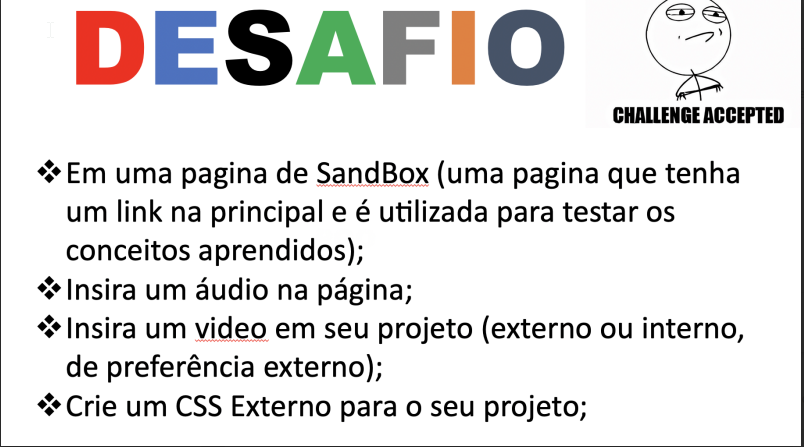 DESAFIO
CHALLENGE ACCEPTED
❖Em uma pagina de SandBox (uma pagina que tenha
um link na principal e é utilizada para testar os
conceitos aprendidos);
❖Insira um áudio na página;
❖Insira um video em seu projeto (externo ou interno,
de preferência externo);
❖Crie um CSS Externo para o seu projeto;